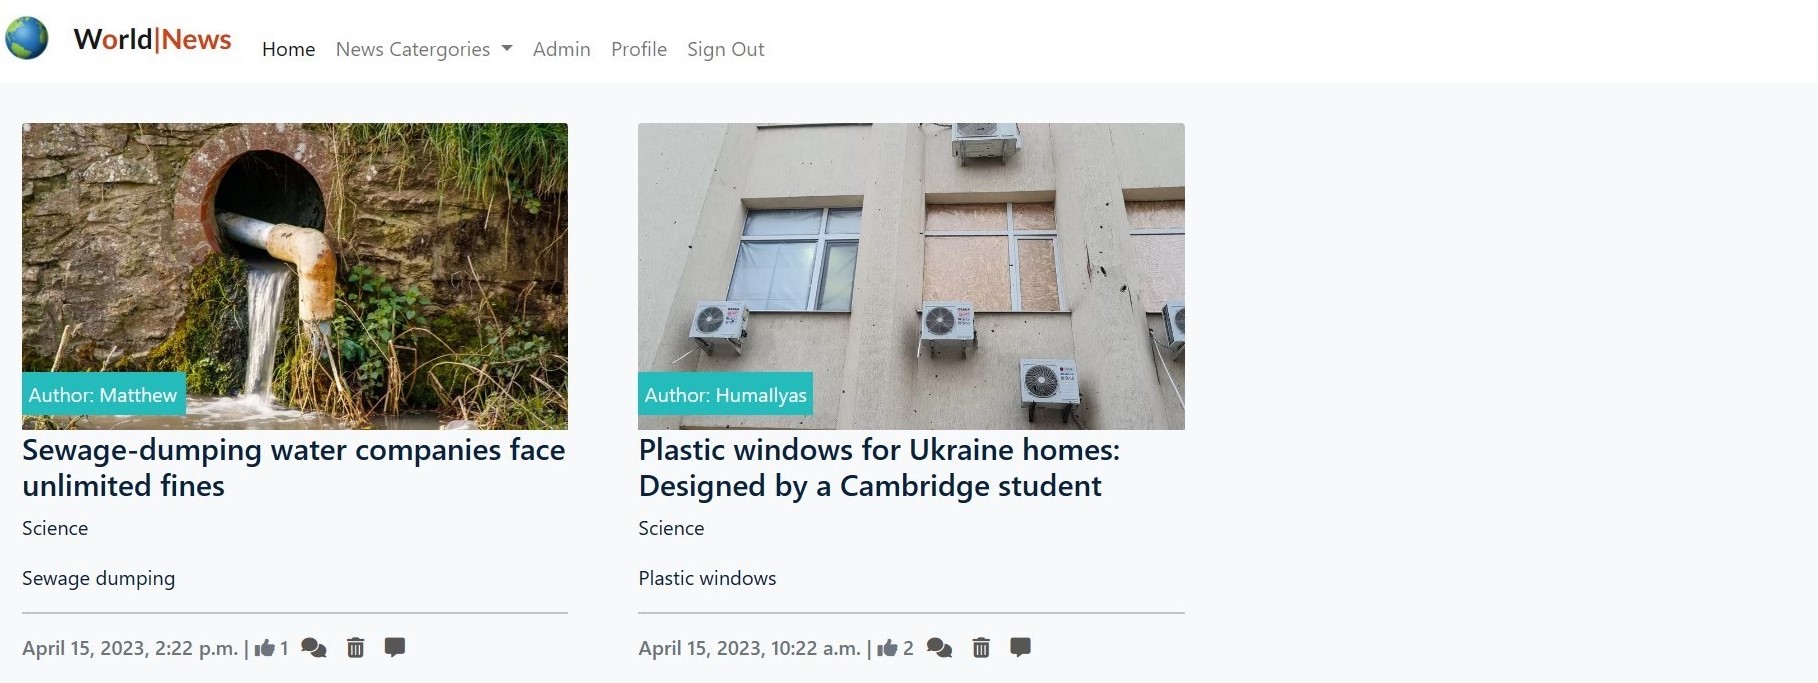 World|News
Home News Catergories Admin Profile Sign Out
Author: Matthew
Sewage-dumping water companies face
unlimited fines
Science
Sewage dumping
April 15, 2023, 2:22 p.m. | 1
Author: Humallyas
Plastic windows for Ukraine homes:
Designed by a Cambridge student
Science
Plastic windows
April 15, 2023, 10:22 a.m. | 2